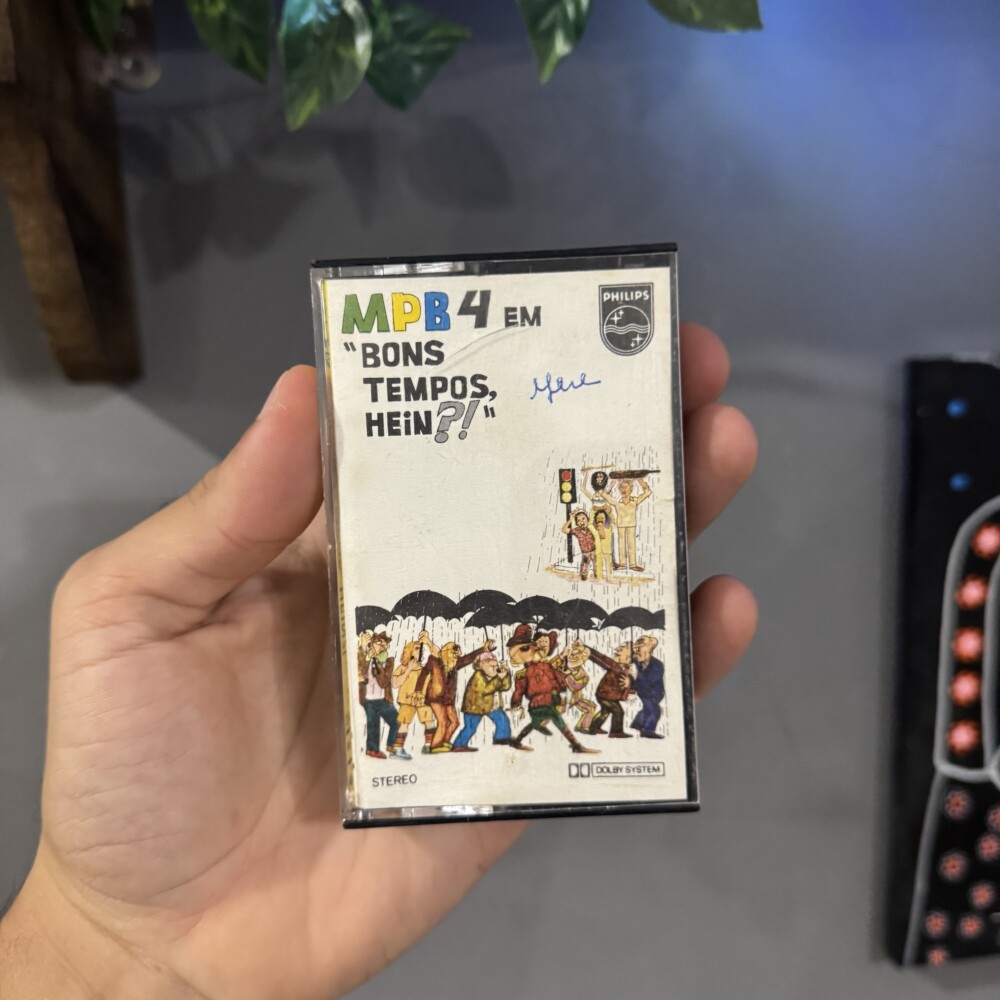 MPB4 EM
PHILIPS
"BONS
TEMPOS,
HEiN?!"
STEREO
DOLBY SYSTEM